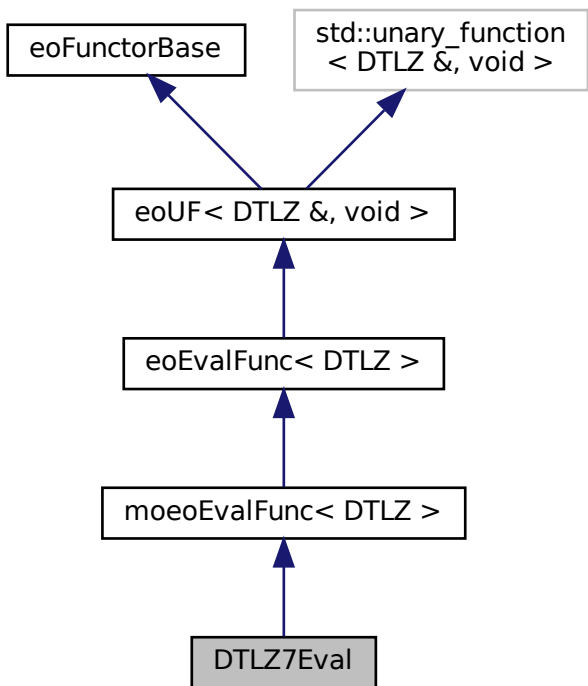 eoFunctorBase
std::unary_function
< DTLZ &, void >
eoUF< DTLZ &, void >
eoEvalFunc< DTLZ >
moeoEvalFunc< DTLZ >
DTLZ7Eval